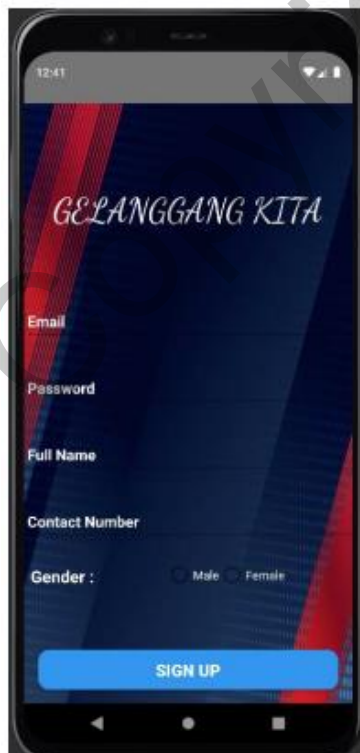 12:41
GELANGGANG KITA
Email
Password
Full Name
Contact Number
Gender : Male Female
SIGN UP